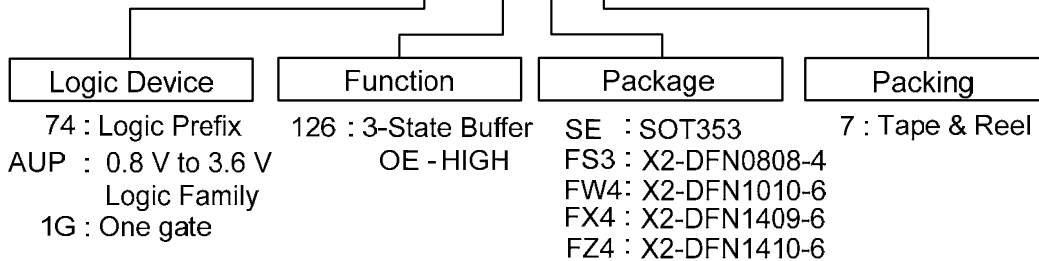 Logic Device
Function
Package
Packing
74 : Logic Prefix
AUP : 0.8 V to 3.6 V
Logic Family
1G : One gate
126 : 3-State Buffer
OE - HIGH
SE : SOT353
FS3 : X2-DFN0808-4
FW4: X2-DFN1010-6
FX4 : X2-DFN1409-6
FZ4 : X2-DFN1410-6
7 : Tape & Reel